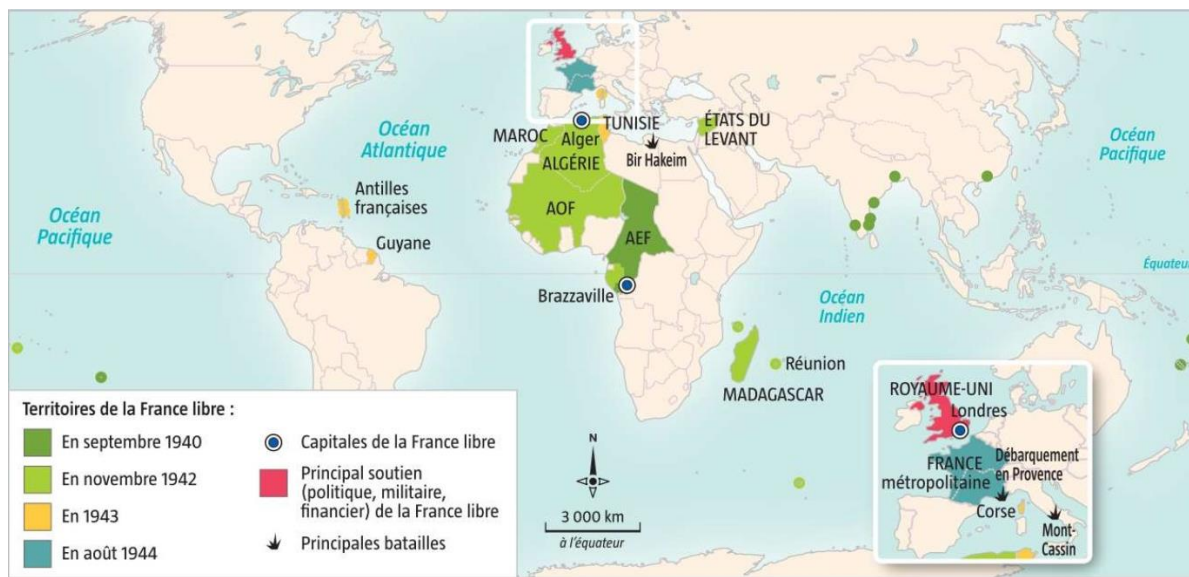 Océan
Atlantique
Océan
Pacifique
Antilles
françaises
Guyane
MAROC
Alger
TUNISIE
ALGÉRIE
Bir Hakeim
ÉTATS DU
LEVANT
AOF
AEF
Brazzaville
Océan
Pacifique
Équateur
Océan
Indien
Réunion
MADAGASCAR
Territoires de la France libre :
En septembre 1940
En novembre 1942
En 1943
En août 1944
Capitales de la France libre
Principal soutien
(politique, militaire,
financier) de la France libre
Principales batailles
N
3 000 km
à l'équateur
ROYAUME-UNI
Londres
FRANCE
métropolitaine
Débarquement
en Provence
Corse
Mont-
Cassin